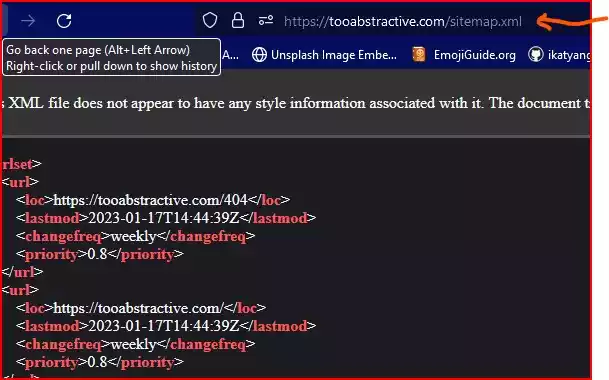 https://tooabstractive.com/sitemap.xml
Go back one page (Alt+Left Arrow)
Right-click or pull down to show history
A...
Unsplash Image Embe...
EmojiGuide.org
ikatyang
s XML file does not appear to have any style information associated with it. The document t
rlset>
<url>
<loc>https://tooabstractive.com/404</loc>
<lastmod>2023-01-17T14:44:39Z</lastmod>
<changefreq>weekly</changefreq>
<priority>0.8</priority>
</url>
<url>
<loc>https://tooabstractive.com/</loc>
<lastmod>2023-01-17T14:44:39Z</lastmod>
<changefreq>weekly</changefreq>
<priority>0.8</priority>